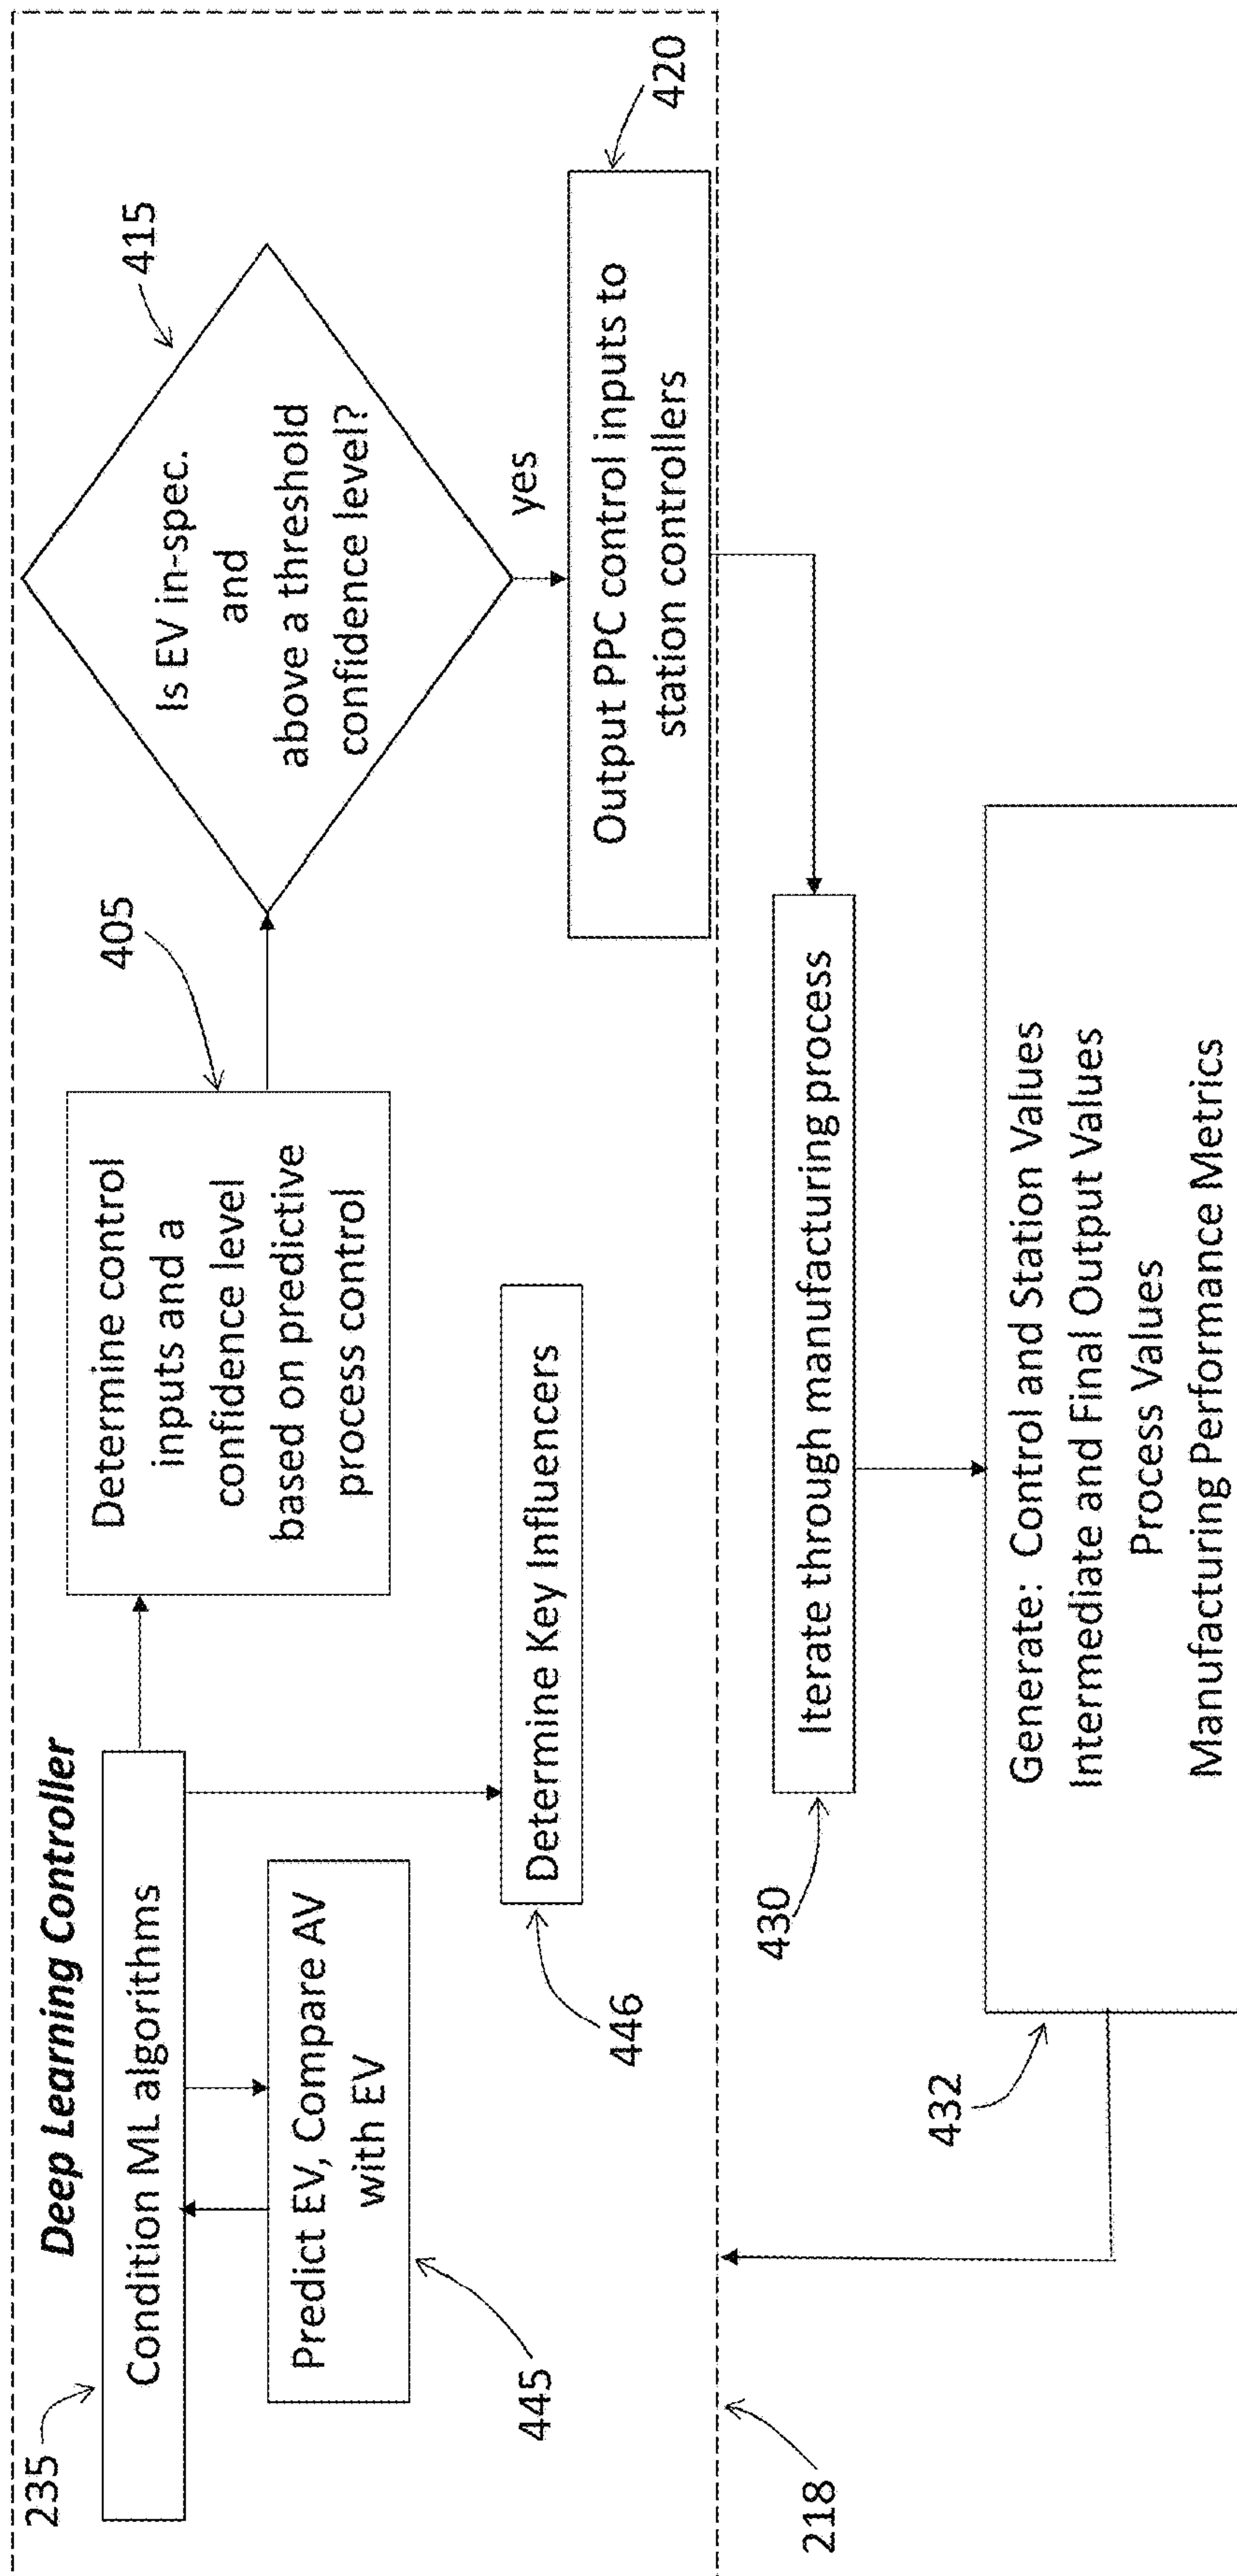 Deep Learning Controller
235
Condition ML algorithms
Predict EV, Compare AV
with EV
445
Determine Key Influencers
446
405
Determine control
inputs and a
confidence level
based on predictive
process control
415
Is EV in-spec.
and
above a threshold
confidence level?
yes
420
Output PPC control inputs to
station controllers
218
430
Iterate through manufacturing process
432
Generate: Control and Station Values
Intermediate and Final Output Values
Process Values
Manufacturing Performance Metrics